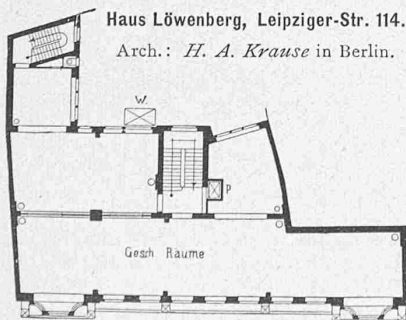 Haus Löwenberg, Leipziger-Str. 114.
Arch.: H. A. Krause in Berlin.
W.
P
Gesch Räume